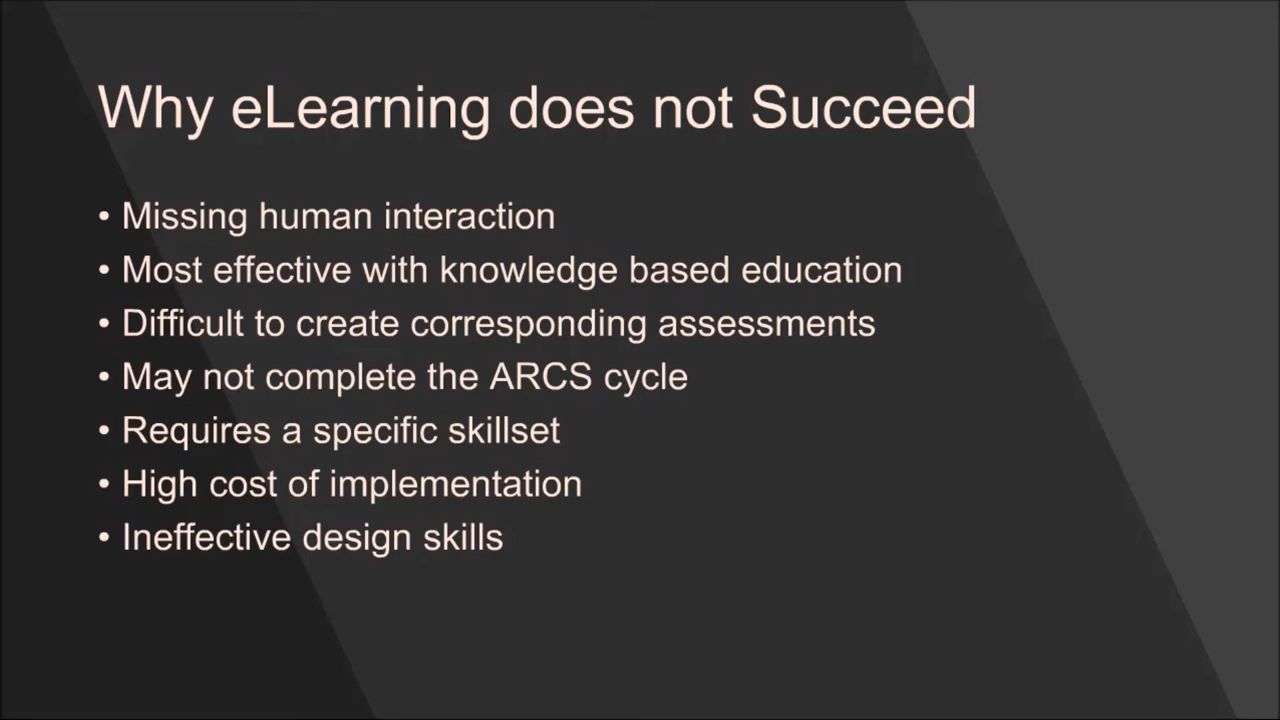 Why eLearning does not Succeed
• Missing human interaction
• Most effective with knowledge based education
• Difficult to create corresponding assessments
• May not complete the ARCS cycle
• Requires a specific skillset
• High cost of implementation
• Ineffective design skills